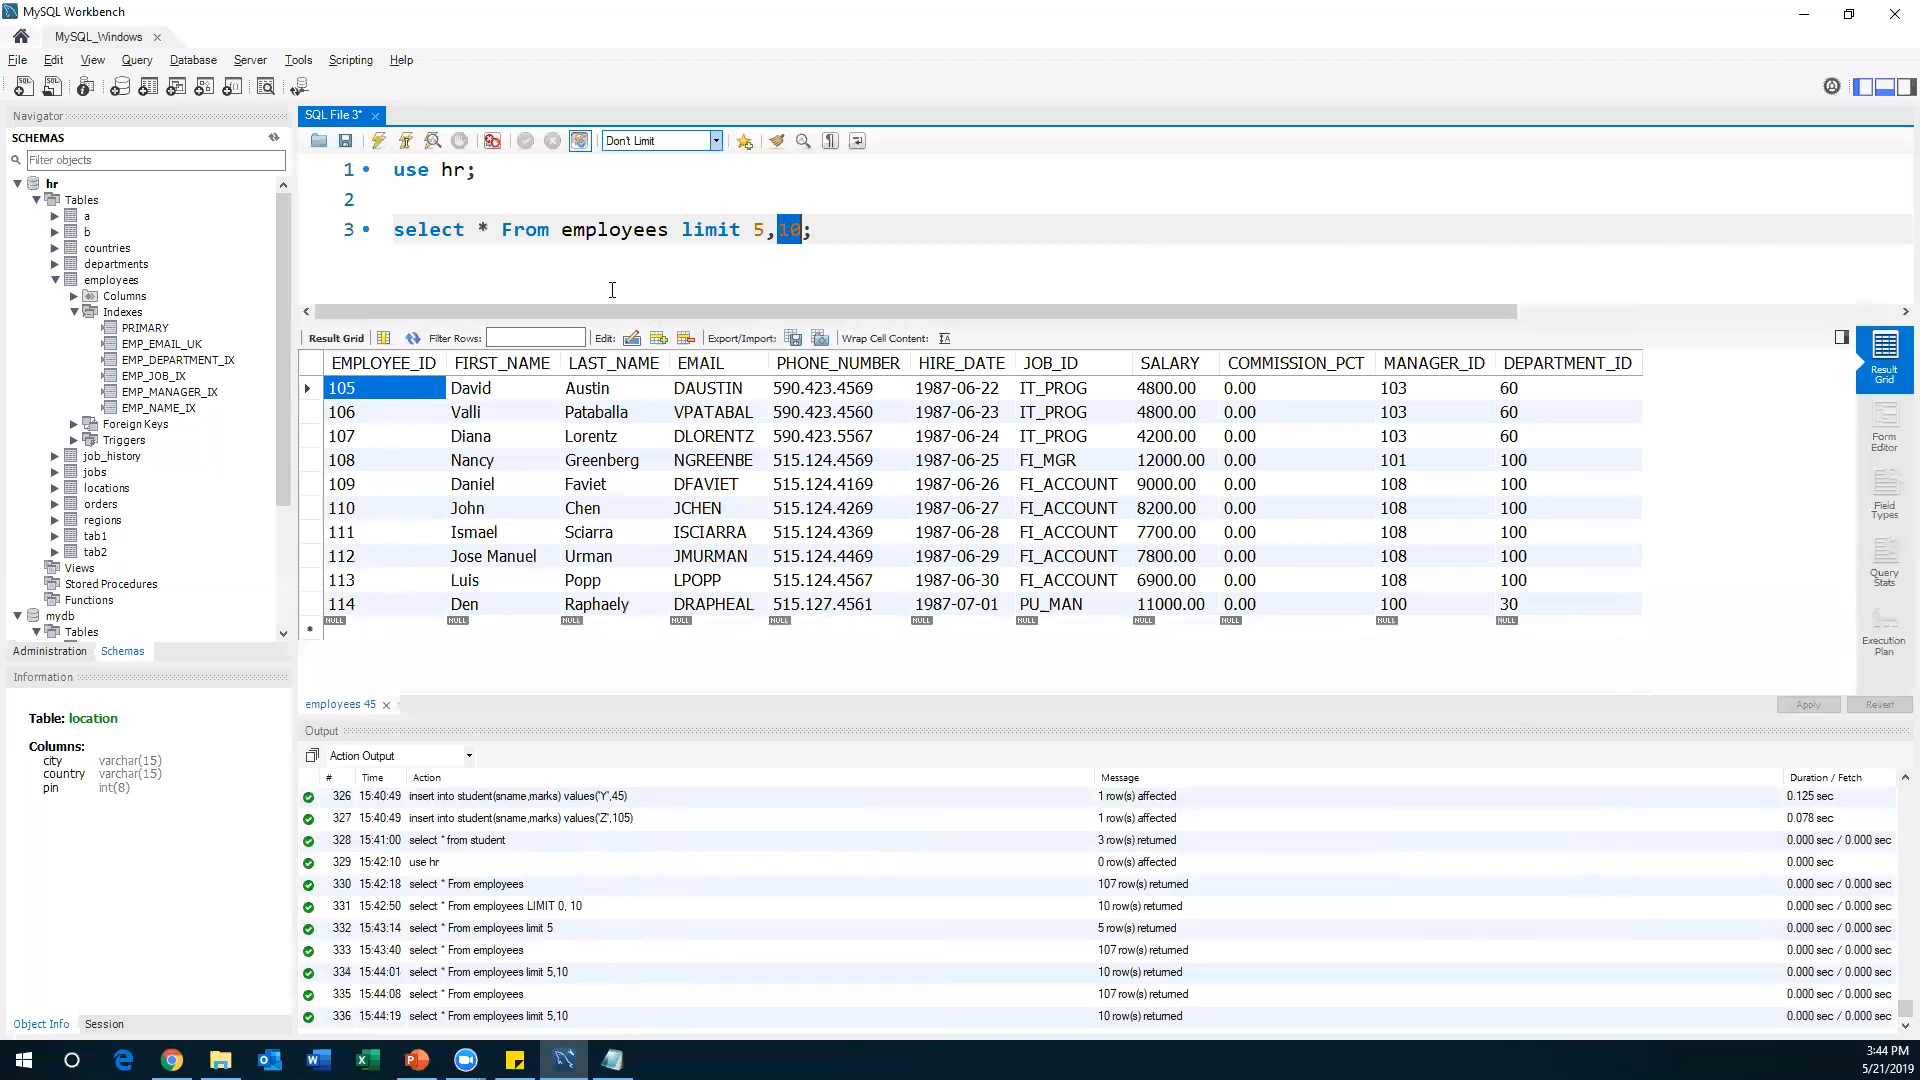 MySQL Workbench
MySQL_Windows
File Edit View Query Database Server Tools Scripting Help
Navigator
SCHEMAS
Filter objects
hr
Tables
a
b
countries
departments
employees
Columns
Indexes
PRIMARY
EMP_EMAIL_UK
EMP_DEPARTMENT_IX
EMP_JOB_IX
EMP_MANAGER_IX
EMP_NAME_IX
Foreign Keys
Triggers
job_history
jobs
locations
orders
regions
tab1
tab2
Views
Stored Procedures
Functions
mydb
Tables
Administration Schemas
Information
Table: location
Columns:
city varchar(15)
country varchar(15)
pin int(8)
Object Info Session
SQL File 3*
Don't Limit
1 use hr;
2
3 select * From employees limit 5,10;
Result Grid Filter Rows: Edit: Export/Import: Wrap Cell Content:
EMPLOYEE_ID FIRST_NAME LAST_NAME EMAIL PHONE_NUMBER HIRE_DATE JOB_ID SALARY COMMISSION_PCT MANAGER_ID DEPARTMENT_ID
105 David Austin DAUSTIN 590.423.4569 1987-06-22 IT_PROG 4800.00 0.00 103 60
106 Valli Pataballa VPATABAL 590.423.4560 1987-06-23 IT_PROG 4800.00 0.00 103 60
107 Diana Lorentz DLORENTZ 590.423.5567 1987-06-24 IT_PROG 4200.00 0.00 103 60
108 Nancy Greenberg NGREENBE 515.124.4569 1987-06-25 FI_MGR 12000.00 0.00 101 100
109 Daniel Faviet DFAVIET 515.124.4169 1987-06-26 FI_ACCOUNT 9000.00 0.00 108 100
110 John Chen JCHEN 515.124.4269 1987-06-27 FI_ACCOUNT 8200.00 0.00 108 100
111 Ismael Sciarra ISCIARRA 515.124.4369 1987-06-28 FI_ACCOUNT 7700.00 0.00 108 100
112 Jose Manuel Urman JMURMAN 515.124.4469 1987-06-29 FI_ACCOUNT 7800.00 0.00 108 100
113 Luis Popp LPOPP 515.124.4567 1987-06-30 FI_ACCOUNT 6900.00 0.00 108 100
114 Den Raphaely DRAPHEAL 515.127.4561 1987-07-01 PU_MAN 11000.00 0.00 100 30
NULL NULL NULL NULL NULL NULL NULL NULL NULL NULL NULL
Result Grid
Form Editor
Field Types
Query Stats
Execution Plan
employees 45 Apply Revert
Output
Action Output
# Time Action Message Duration / Fetch
326 15:40:49 insert into student(sname,marks) values("Y",45) 1 row(s) affected 0.125 sec
327 15:40:49 insert into student(sname,marks) values("Z",105) 1 row(s) affected 0.078 sec
328 15:41:00 select * from student 3 row(s) returned 0.000 sec / 0.000 sec
329 15:42:10 use hr 0 row(s) affected 0.000 sec
330 15:42:18 select * From employees 107 row(s) returned 0.000 sec / 0.000 sec
331 15:42:50 select * From employees LIMIT 0, 10 10 row(s) returned 0.000 sec / 0.000 sec
332 15:43:14 select * From employees limit 5 5 row(s) returned 0.000 sec / 0.000 sec
333 15:43:40 select * From employees 107 row(s) returned 0.000 sec / 0.000 sec
334 15:44:01 select * From employees limit 5,10 10 row(s) returned 0.000 sec / 0.000 sec
335 15:44:08 select * From employees 107 row(s) returned 0.000 sec / 0.000 sec
336 15:44:19 select * From employees limit 5,10 10 row(s) returned 0.000 sec / 0.000 sec
3:44 PM
5/21/2019